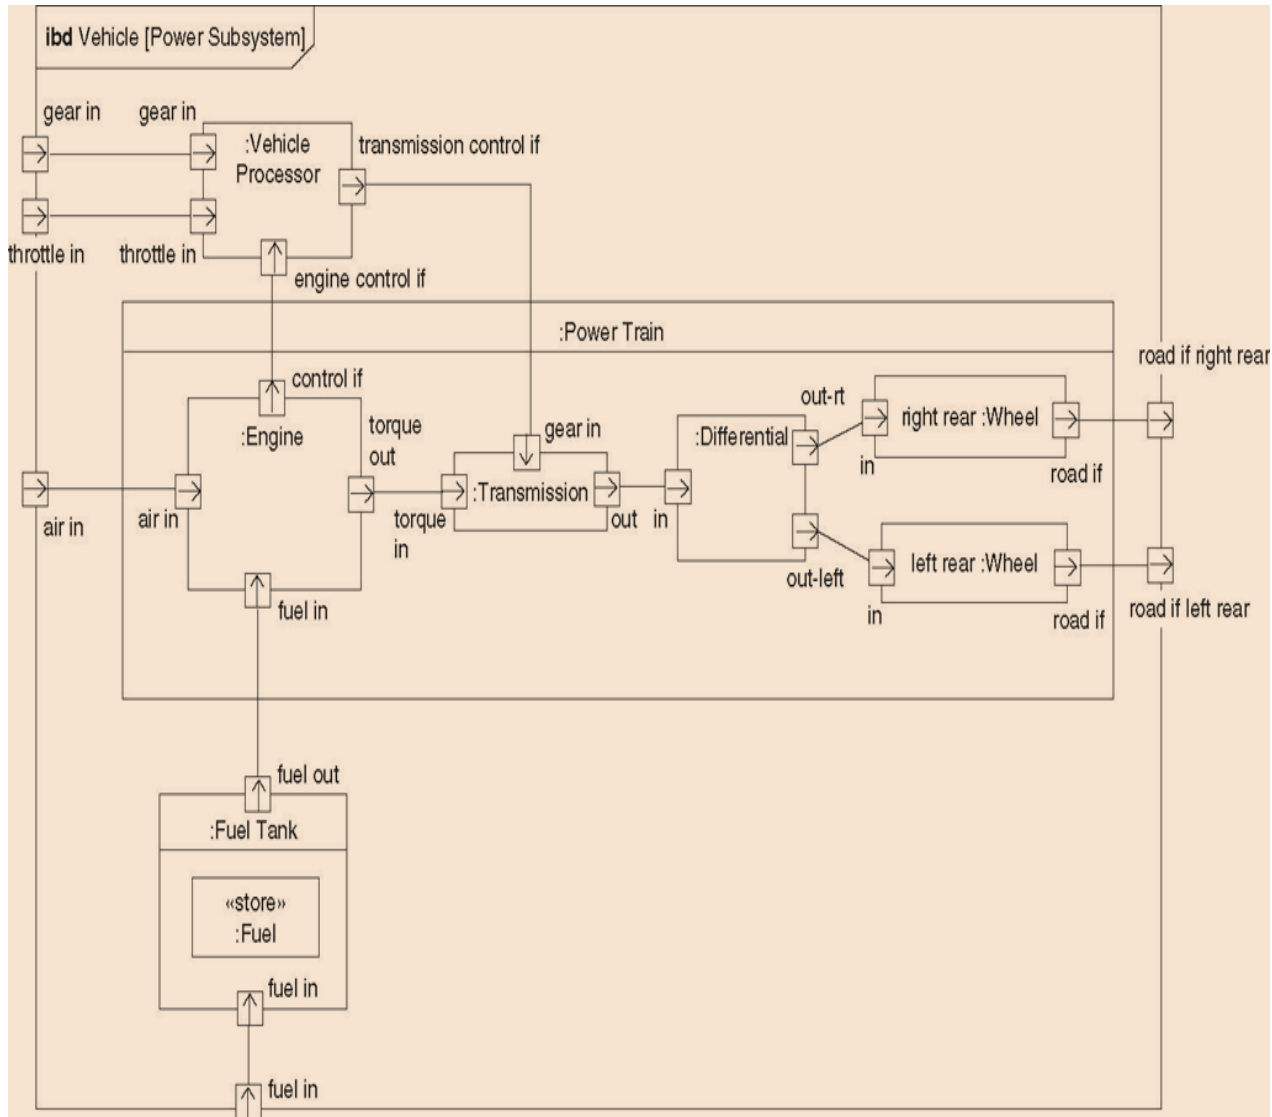 ibd Vehicle [Power Subsystem]
gear in
gear in
:Vehicle
Processor
transmission control if
throttle in
throttle in
engine control if
:Power Train
road if right rear
control if
:Engine
torque
out
gear in
:Differential
out-rt
right rear :Wheel
in
road if
air in
air in
torque
in
:Transmission
out
in
out-left
left rear :Wheel
in
road if
road if left rear
fuel in
fuel out
:Fuel Tank
«store»
:Fuel
fuel in
fuel in